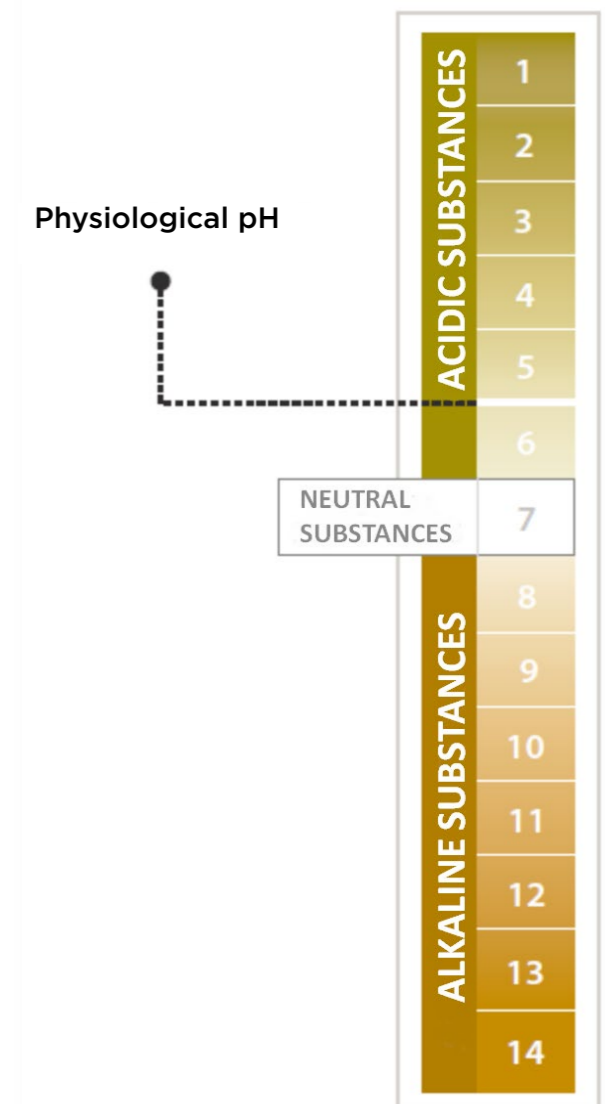 Physiological pH
ACIDIC SUBSTANCES
1
2
3
4
5
6
NEUTRAL
SUBSTANCES
7
ALKALINE SUBSTANCES
8
9
10
11
12
13
14